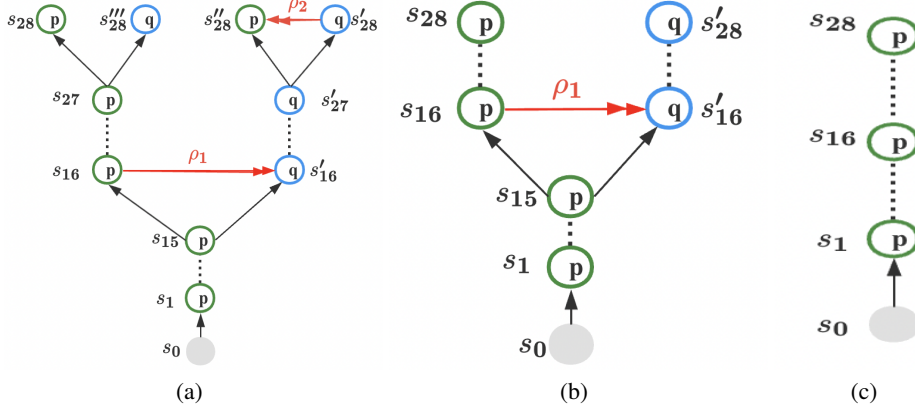 s₂₈ p s‴₂₈ q s″₂₈ p ρ₂ q s′₂₈
s₂₇ p q s′₂₇
s₁₆ p ρ₁ q s′₁₆
s₁₅ p
s₁ p
s₀
(a)
s₂₈ p q s′₂₈
s₁₆ p ρ₁ q s′₁₆
s₁₅ p
s₁ p
s₀
(b)
s₂₈ p
s₁₆ p
s₁ p
s₀
(c)